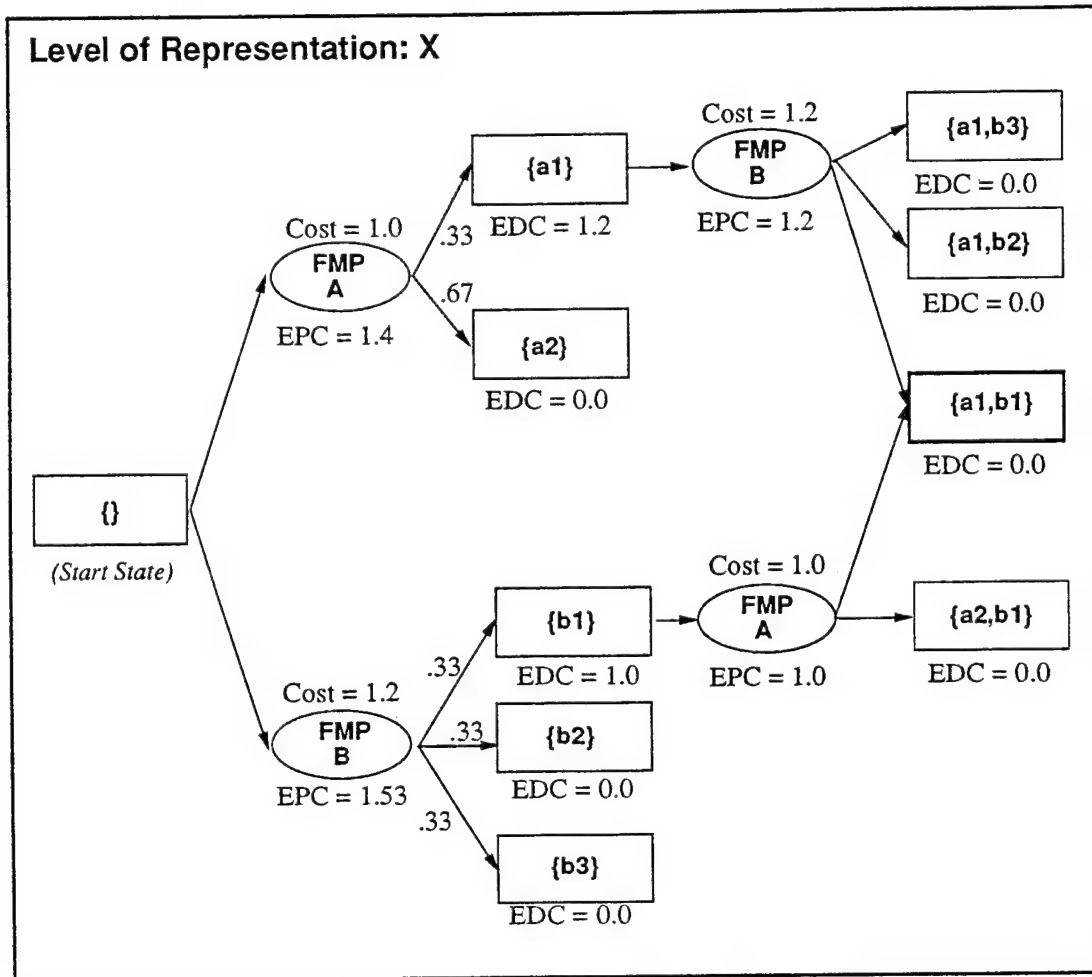 Level of Representation: X
Cost = 1.2
{a1,b3}
{a1}
FMP
B
EDC = 0.0
Cost = 1.0
.33
EDC = 1.2
EPC = 1.2
{a1,b2}
FMP
A
.67
EDC = 0.0
EPC = 1.4
{a2}
EDC = 0.0
{a1,b1}
EDC = 0.0
{}
(Start State)
Cost = 1.0
{b1}
FMP
A
{a2,b1}
.33
EDC = 1.0
EPC = 1.0
EDC = 0.0
Cost = 1.2
FMP
B
.33
{b2}
EPC = 1.53
EDC = 0.0
.33
{b3}
EDC = 0.0